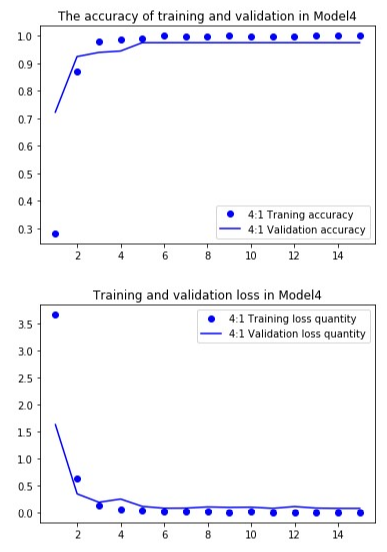 The accuracy of training and validation in Model4
1.0
0.9
0.8
0.7
0.6
0.5
0.4
0.3
4:1 Traning accuracy
4:1 Validation accuracy
2 4 6 8 10 12 14
Training and validation loss in Model4
3.5
3.0
2.5
2.0
1.5
1.0
0.5
0.0
4:1 Training loss quantity
4:1 Validation loss quantity
2 4 6 8 10 12 14